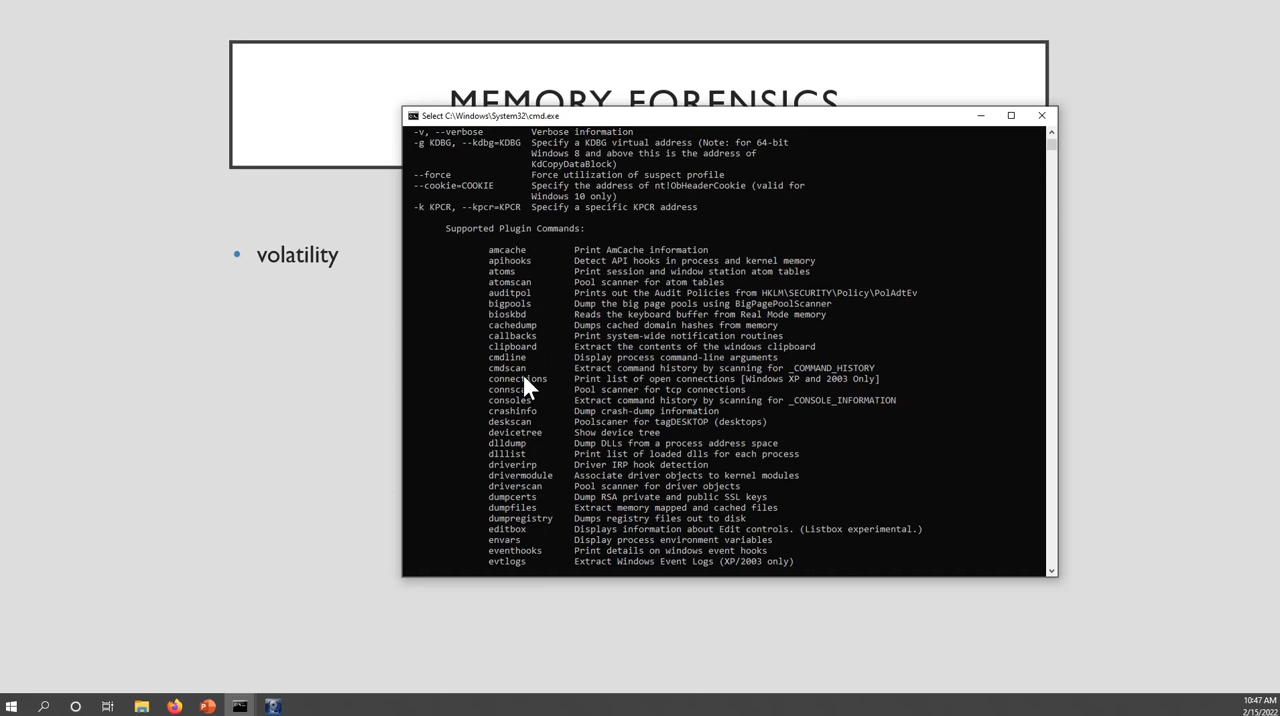 MEMORY FORENSICS
Select C:\Windows\System32\cmd.exe
-v, --verbose Verbose information
-g KDBG, --kdbg=KDBG Specify a KDBG virtual address (Note: for 64-bit
Windows 8 and above this is the address of
KdCopyDataBlock)
--force Force utilization of suspect profile
--cookie=COOKIE Specify the address of nt!ObHeaderCookie (valid for
Windows 10 only)
-k KPCR, --kpcr=KPCR Specify a specific KPCR address
Supported Plugin Commands:
amcache Print AmCache information
apihooks Detect API hooks in process and kernel memory
atoms Print session and window station atom tables
atomscan Pool scanner for atom tables
auditpol Prints out the Audit Policies from HKLM\SECURITY\Policy\PolAdtEv
bigpools Dump the big page pools using BigPagePoolScanner
bioskbd Reads the keyboard buffer from Real Mode memory
cachedump Dumps cached domain hashes from memory
callbacks Print system-wide notification routines
clipboard Extract the contents of the windows clipboard
cmdline Display process command-line arguments
cmdscan Extract command history by scanning for _COMMAND_HISTORY
connections Print list of open connections [Windows XP and 2003 Only]
Pool scanner for tcp connections
consoles Extract command history by scanning for _CONSOLE_INFORMATION
crashinfo Dump crash-dump information
deskscan Poolscaner for tagDESKTOP (desktops)
devicetree Show device tree
dlldump Dump DLLs from a process address space
dlllist Print list of loaded dlls for each process
driverirp Driver IRP hook detection
drivermodule Associate driver objects to kernel modules
driverscan Pool scanner for driver objects
dumpcerts Dump RSA private and public SSL keys
dumpfiles Extract memory mapped and cached files
dumpregistry Dumps registry files out to disk
editbox Displays information about Edit controls. (Listbox experimental.)
envars Display process environment variables
eventhooks Print details on windows event hooks
evtlogs Extract Windows Event Logs (XP/2003 only)
• volatility
10:47 AM
2/15/2022